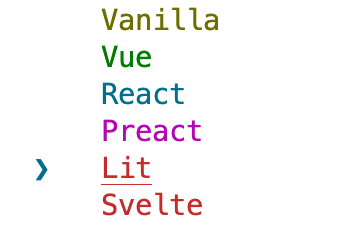 Vanilla
Vue
React
Preact
❯ Lit
Svelte